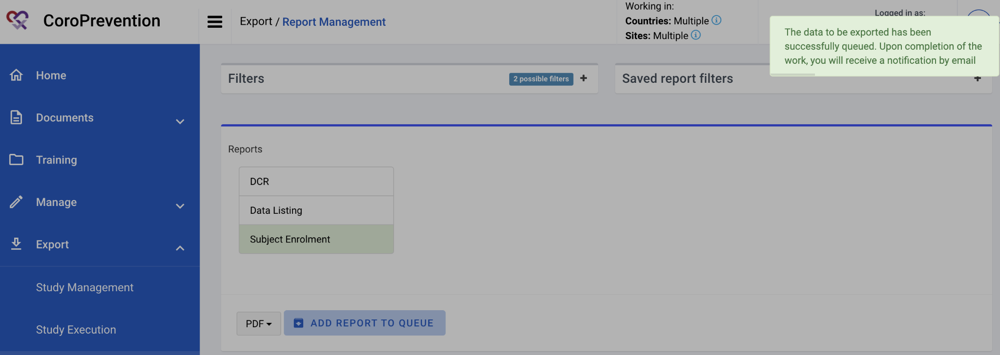 CoroPrevention
Export / Report Management
Working in:
Countries: Multiple
Sites: Multiple
Logged in as:
The data to be exported has been
successfully queued. Upon completion of the
work, you will receive a notification by email
Home
Documents
Training
Manage
Export
Study Management
Study Execution
Filters
2 possible filters
Saved report filters
Reports
DCR
Data Listing
Subject Enrolment
PDF
ADD REPORT TO QUEUE